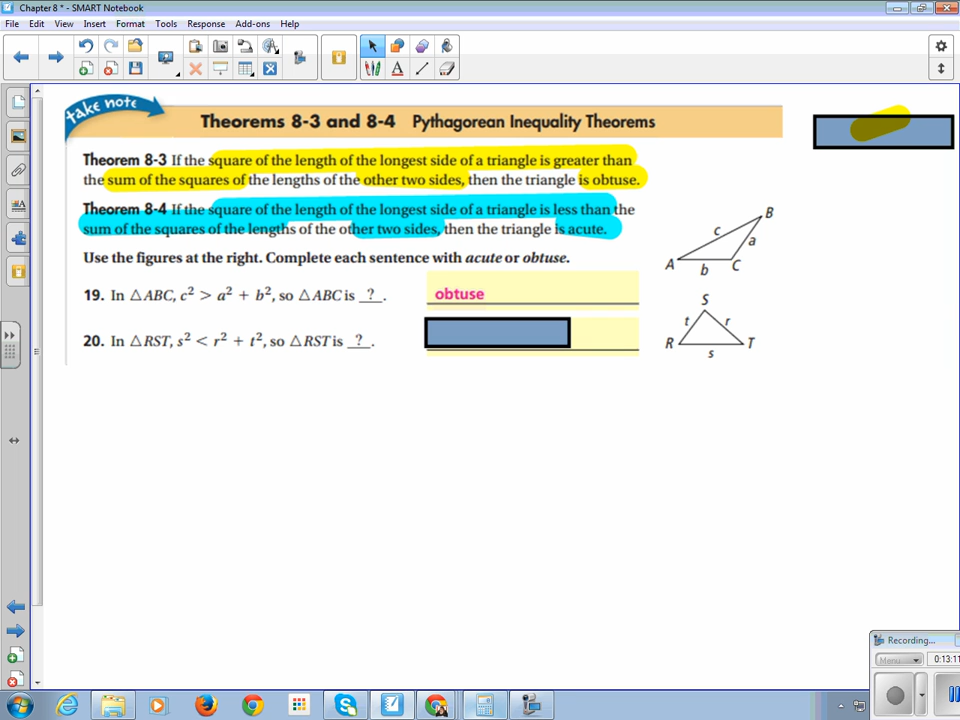 Chapter 8 * - SMART Notebook
File Edit View Insert Format Tools Response Add-ons Help
take note
Theorems 8-3 and 8-4 Pythagorean Inequality Theorems
Theorem 8-3 If the square of the length of the longest side of a triangle is greater than
the sum of the squares of the lengths of the other two sides, then the triangle is obtuse.
Theorem 8-4 If the square of the length of the longest side of a triangle is less than the
sum of the squares of the lengths of the other two sides, then the triangle is acute.
Use the figures at the right. Complete each sentence with acute or obtuse.
19. In △ABC, c² > a² + b², so △ABC is ? .
obtuse
20. In △RST, s² < r² + t², so △RST is ? .
B
c
a
A
b
C
S
t
r
R
T
s
Recording...
Menu
0:13:11